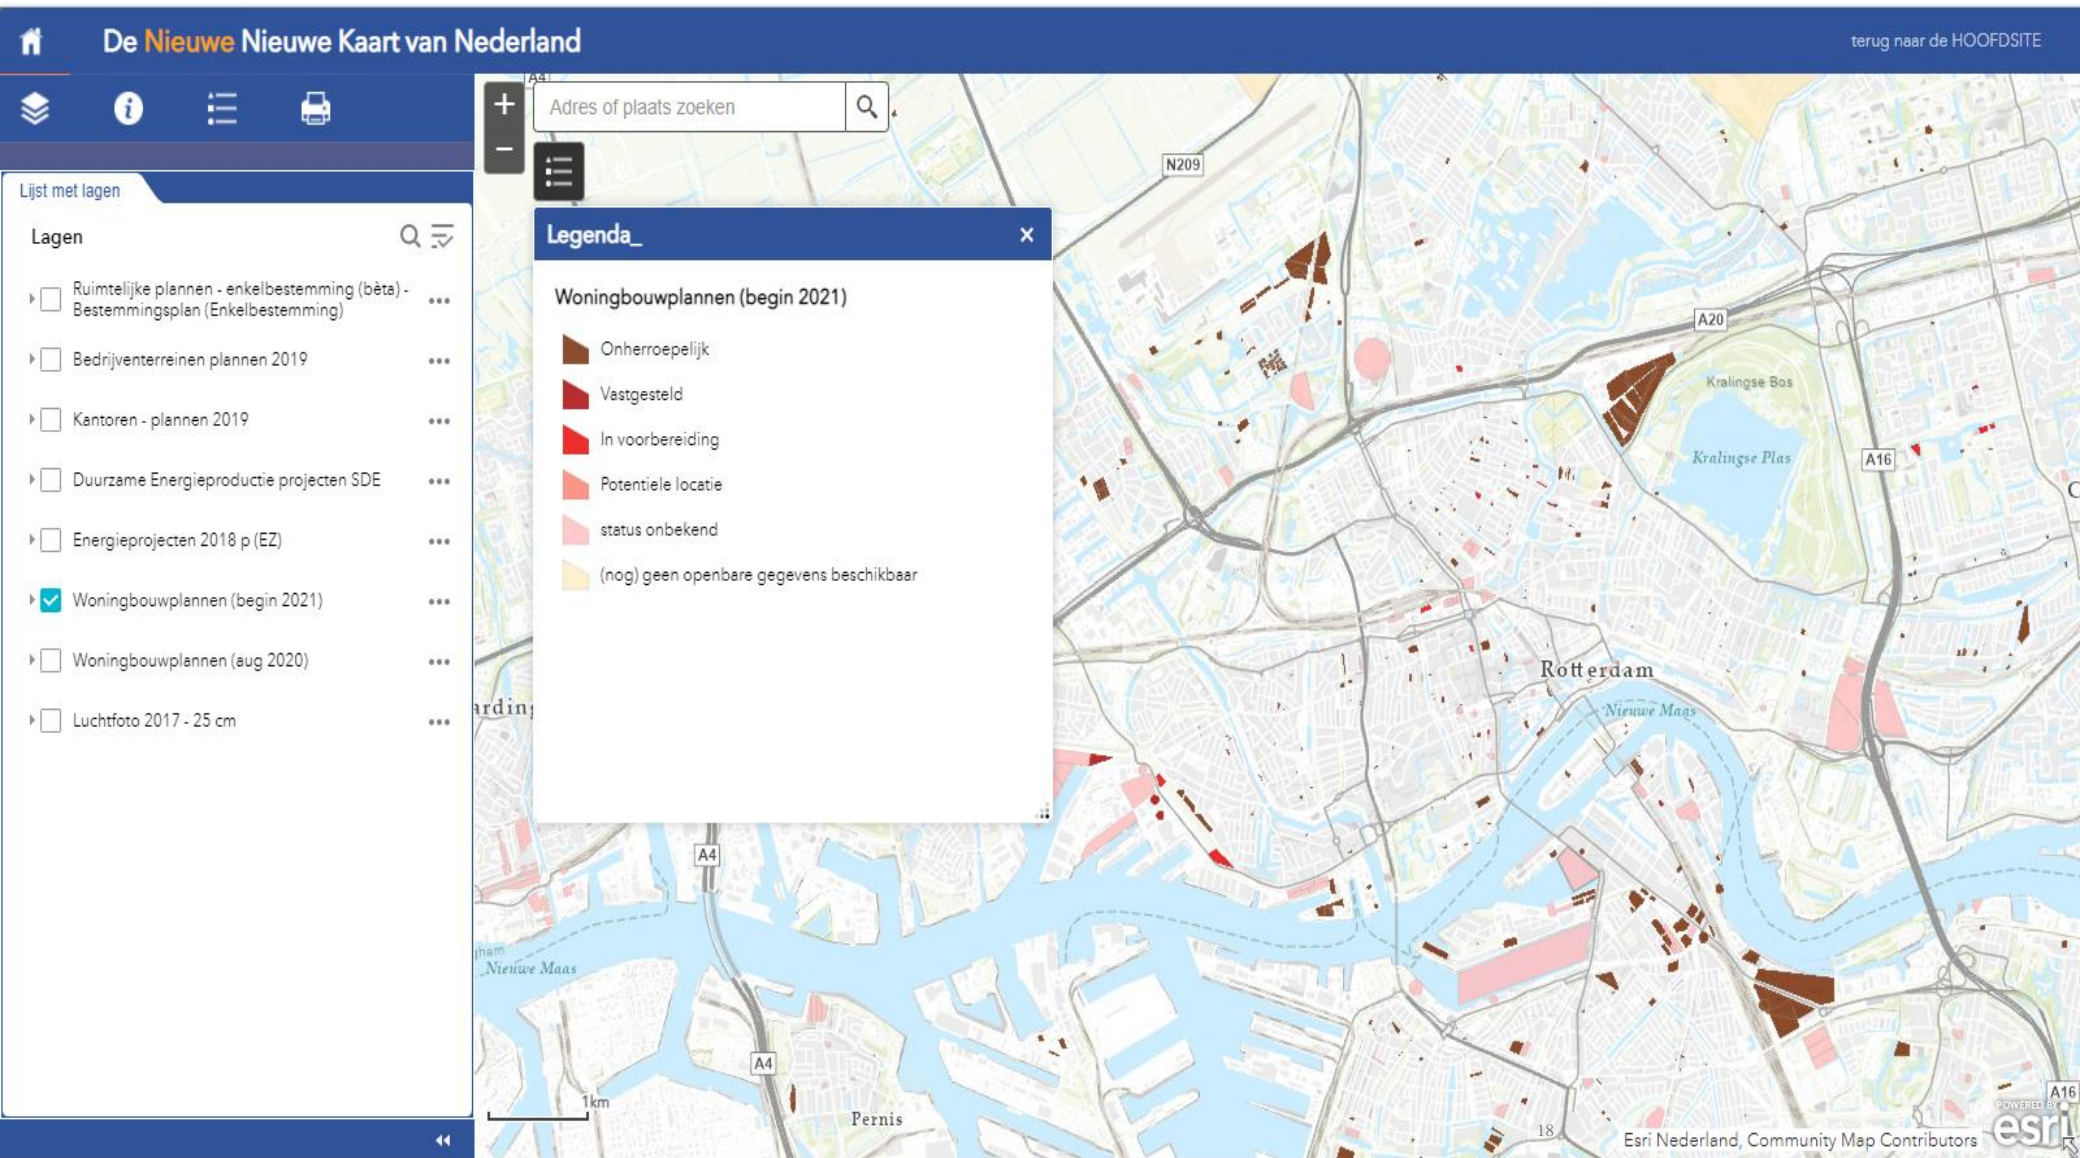 De Nieuwe Nieuwe Kaart van Nederland
terug naar de HOOFDSITE
Lijst met lagen
Lagen
Ruimtelijke plannen - enkelbestemming (bèta) -
Bestemmingsplan (Enkelbestemming)
Bedrijventerreinen plannen 2019
Kantoren - plannen 2019
Duurzame Energieproductie projecten SDE
Energieprojecten 2018 p (EZ)
Woningbouwplannen (begin 2021)
Woningbouwplannen (aug 2020)
Luchtfoto 2017 - 25 cm
A4
Adres of plaats zoeken
Legenda_
Woningbouwplannen (begin 2021)
Onherroepelijk
Vastgesteld
In voorbereiding
Potentiele locatie
status onbekend
(nog) geen openbare gegevens beschikbaar
N209
A20
Kralingse Bos
Kralingse Plas
A16
Rotterdam
Nieuwe Maas
A4
Nieuwe Maas
A4
1km
Pernis
18
A16
POWERED BY
esri
Esri Nederland, Community Map Contributors